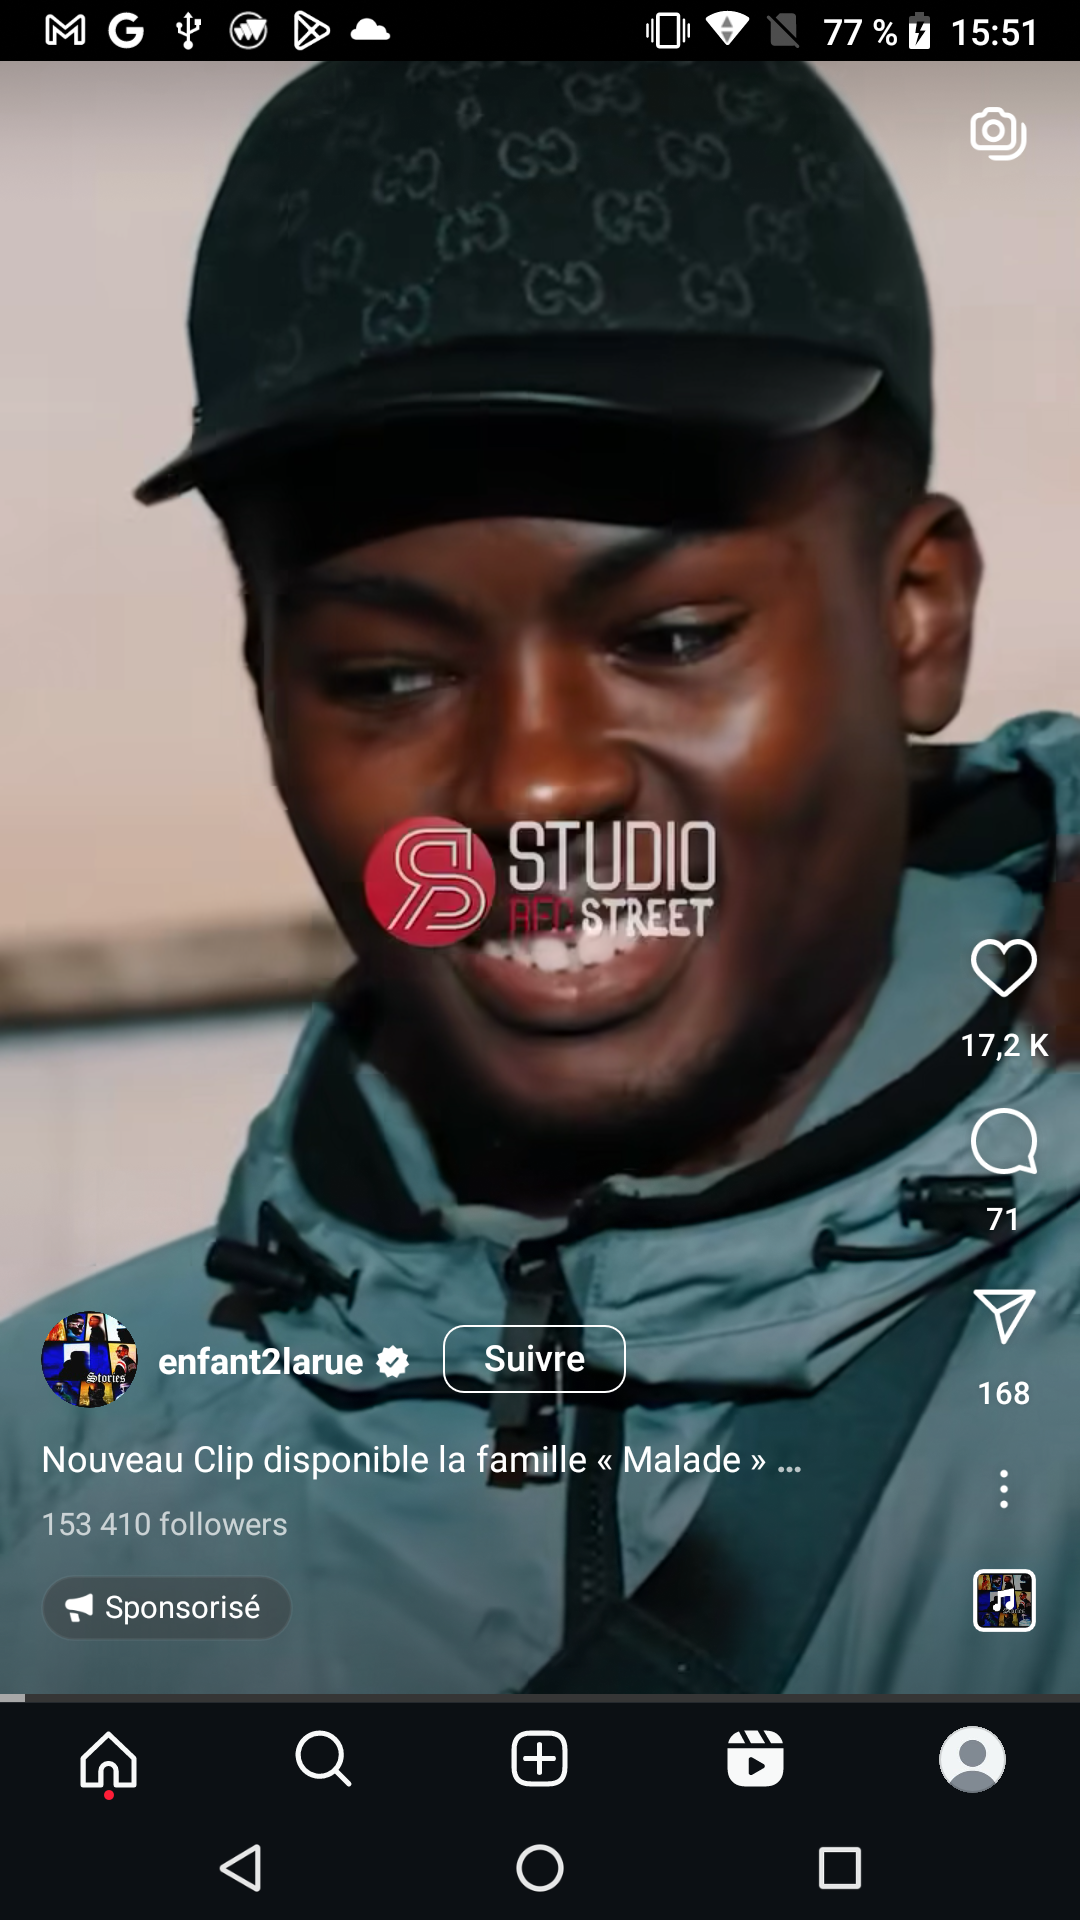 77 % 15:51
STUDIO
REC STREET
17,2 K
71
enfant2larue Suivre
168
Nouveau Clip disponible la famille « Malade » ...
153 410 followers
Sponsorisé